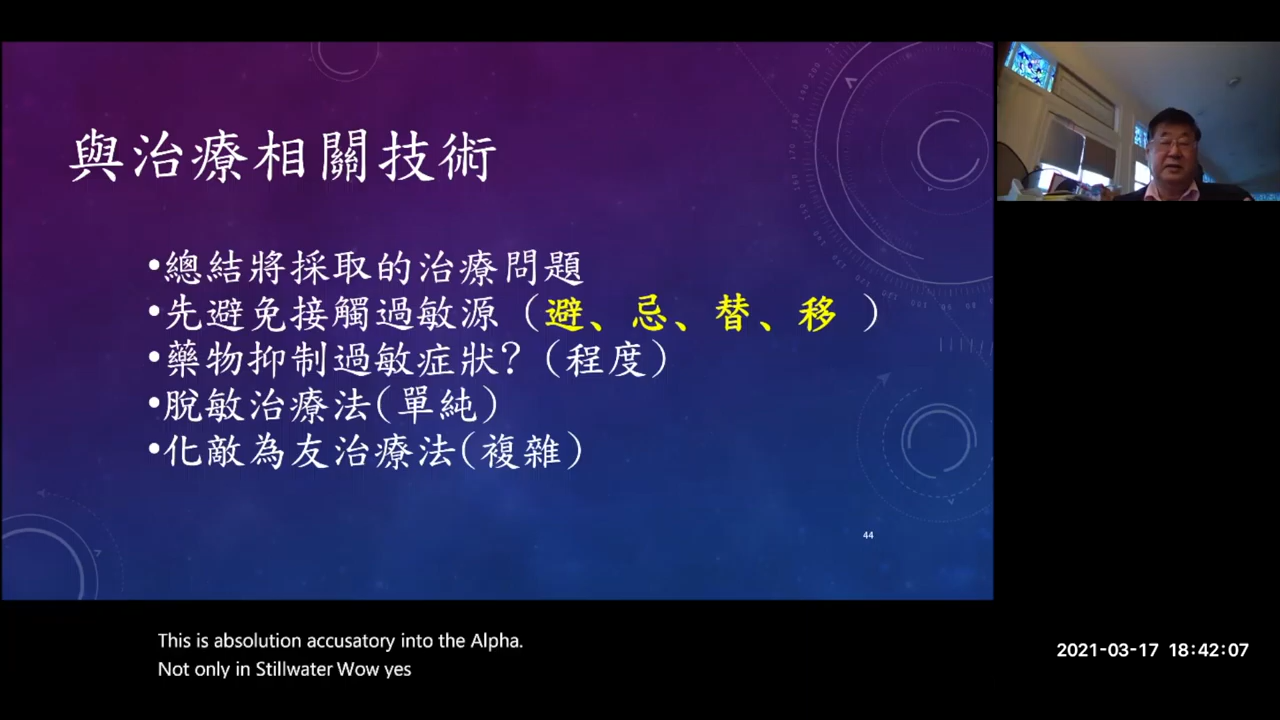 與治療相關技術
•總結將採取的治療問題
•先避免接觸過敏源（避、忌、替、移 ）
•藥物抑制過敏症狀?（程度）
•脫敏治療法(單純)
•化敵為友治療法(複雜)
44
This is absolution accusatory into the Alpha.
Not only in Stillwater Wow yes
2021-03-17 18:42:07